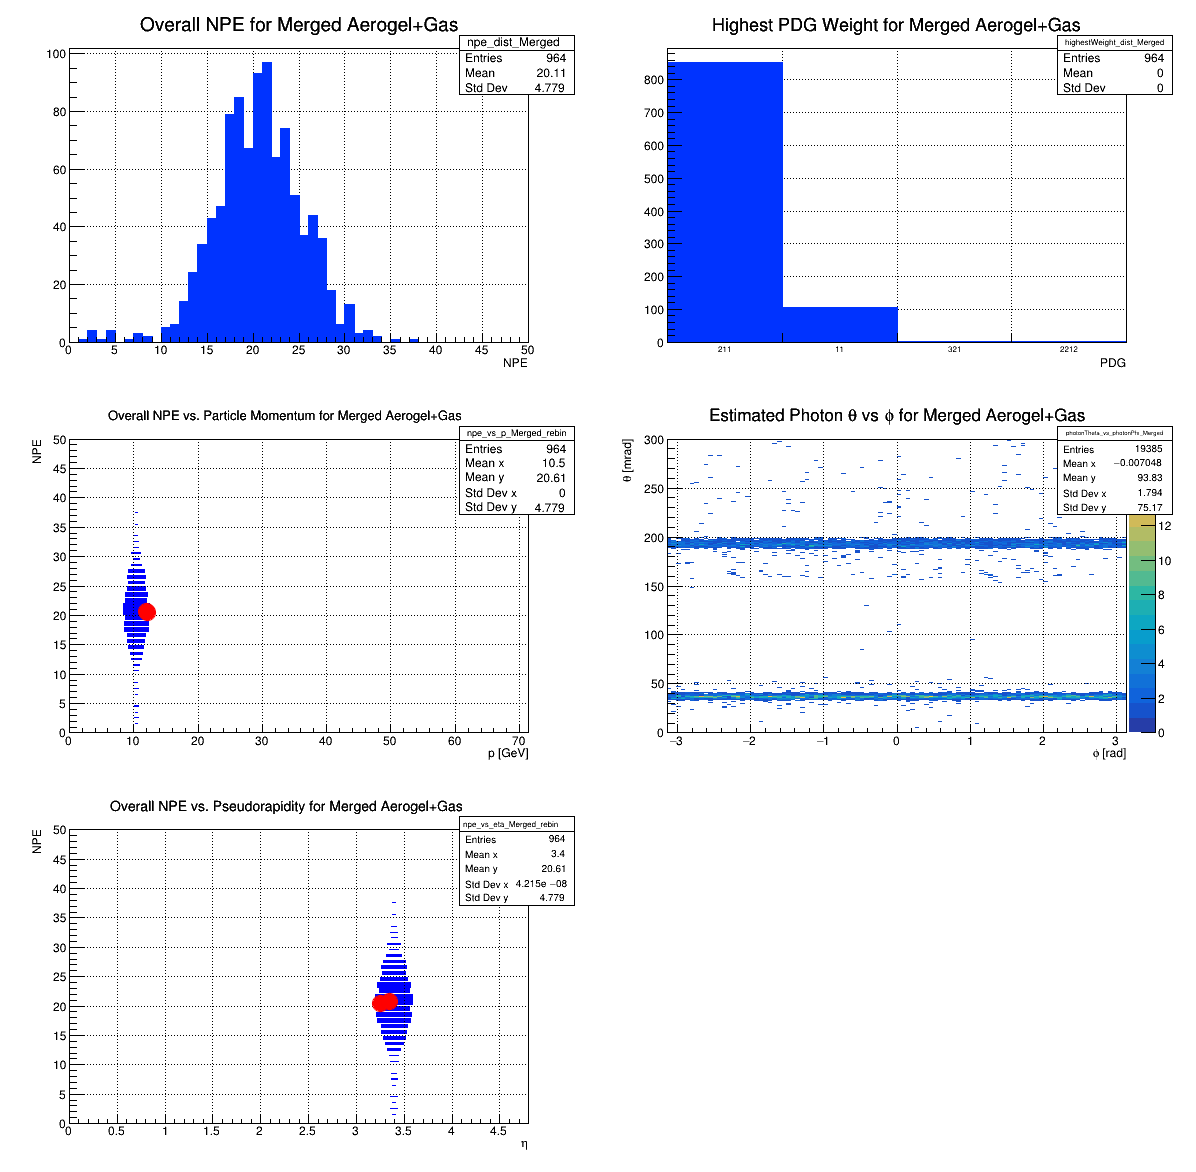 Overall NPE for Merged Aerogel+Gas
npe_dist_Merged
Entries 964
Mean 20.11
Std Dev 4.779
100
80
60
40
20
0
0 5 10 15 20 25 30 35 40 45 50
NPE
Highest PDG Weight for Merged Aerogel+Gas
highestWeight_dist_Merged
Entries 964
Mean 0
Std Dev 0
800
700
600
500
400
300
200
100
0
211 11 321 2212
PDG
Overall NPE vs. Particle Momentum for Merged Aerogel+Gas
npe_vs_p_Merged_rebin
Entries 964
Mean x 10.5
Mean y 20.61
Std Dev x 0
Std Dev y 4.779
NPE
50
45
40
35
30
25
20
15
10
5
0
0 10 20 30 40 50 60 70
p [GeV]
Estimated Photon θ vs ϕ for Merged Aerogel+Gas
photonTheta_vs_photonPhi_Merged
Entries 19385
Mean x −0.007048
Mean y 93.83
Std Dev x 1.794
Std Dev y 75.17
θ [mrad]
300
250
200
150
100
50
0
−3 −2 −1 0 1 2 3
ϕ [rad]
12
10
8
6
4
2
0
Overall NPE vs. Pseudorapidity for Merged Aerogel+Gas
npe_vs_eta_Merged_rebin
Entries 964
Mean x 3.4
Mean y 20.61
Std Dev x 4.215e −08
Std Dev y 4.779
NPE
50
45
40
35
30
25
20
15
10
5
0
0 0.5 1 1.5 2 2.5 3 3.5 4 4.5
η